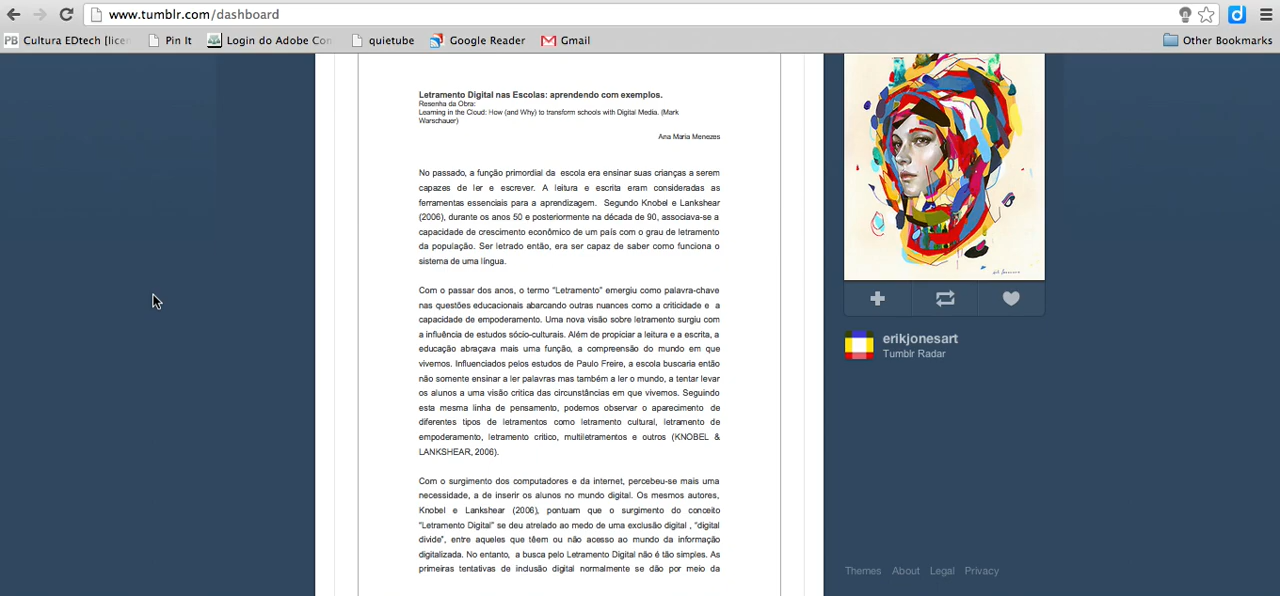 www.tumblr.com/dashboard
PB Cultura EDtech [licen
Pin It
Login do Adobe Con
quietube
Google Reader
Gmail
Other Bookmarks
Letramento Digital nas Escolas: aprendendo com exemplos.
Resenha da Obra:
Learning in the Cloud: How (and Why) to transform schools with Digital Media. (Mark
Warschauer)
Ana Maria Menezes
No passado, a função primordial da escola era ensinar suas crianças a serem
capazes de ler e escrever. A leitura e escrita eram consideradas as
ferramentas essenciais para a aprendizagem. Segundo Knobel e Lankshear
(2006), durante os anos 50 e posteriormente na década de 90, associava-se a
capacidade de crescimento econômico de um país com o grau de letramento
da população. Ser letrado então, era ser capaz de saber como funciona o
sistema de uma língua.
Com o passar dos anos, o termo “Letramento” emergiu como palavra-chave
nas questões educacionais abarcando outras nuances como a criticidade e a
capacidade de empoderamento. Uma nova visão sobre letramento surgiu com
a influência de estudos sócio-culturais. Além de propiciar a leitura e a escrita, a
educação abraçava mais uma função, a compreensão do mundo em que
vivemos. Influenciados pelos estudos de Paulo Freire, a escola buscaria então
não somente ensinar a ler palavras mas também a ler o mundo, a tentar levar
os alunos a uma visão critica das circunstâncias em que vivemos. Seguindo
esta mesma linha de pensamento, podemos observar o aparecimento de
diferentes tipos de letramentos como letramento cultural, letramento de
empoderamento, letramento critico, multiletramentos e outros (KNOBEL &
LANKSHEAR, 2006).
Com o surgimento dos computadores e da internet, percebeu-se mais uma
necessidade, a de inserir os alunos no mundo digital. Os mesmos autores,
Knobel e Lankshear (2006), pontuam que o surgimento do conceito
“Letramento Digital” se deu atrelado ao medo de uma exclusão digital , “digital
divide”, entre aqueles que têem ou não acesso ao mundo da informação
digitalizada. No entanto, a busca pelo Letramento Digital não é tão simples. As
primeiras tentativas de inclusão digital normalmente se dão por meio da
erikjonesart
Tumblr Radar
Themes About Legal Privacy